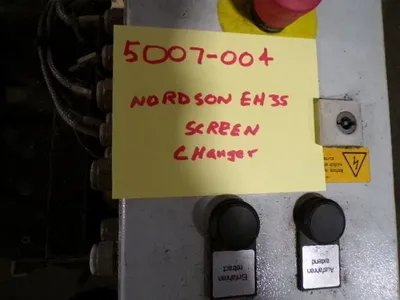 5007-004
NORDSON EH35
SCREEN
CHanger
Einfahren
retract
Ausfahren
extend